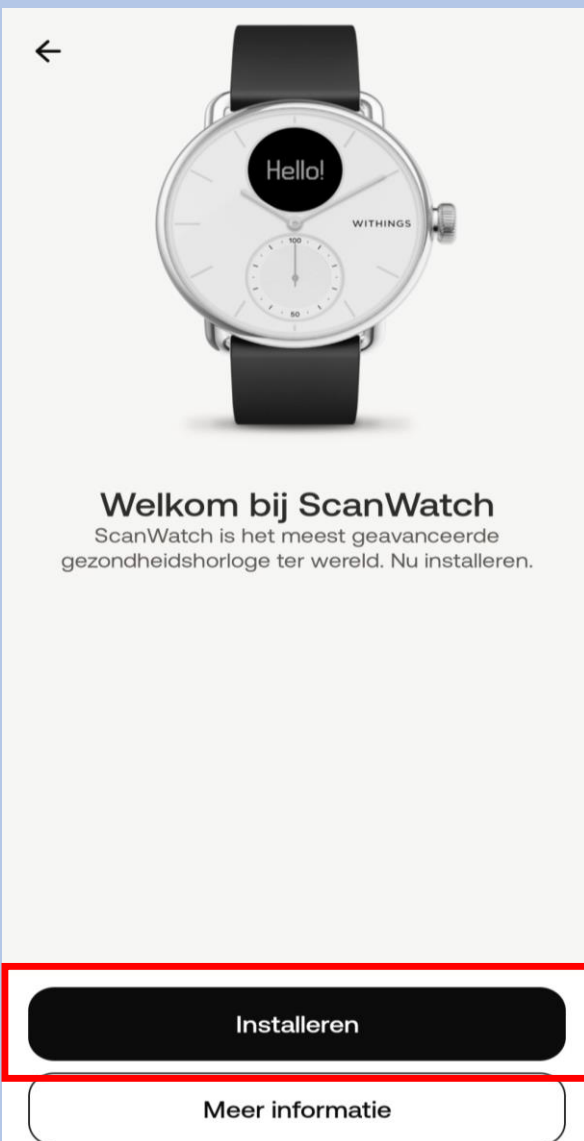 Hello!
WITHINGS
100
50
Welkom bij ScanWatch
ScanWatch is het meest geavanceerde
gezondheidshorloge ter wereld. Nu installeren.
Installeren
Meer informatie